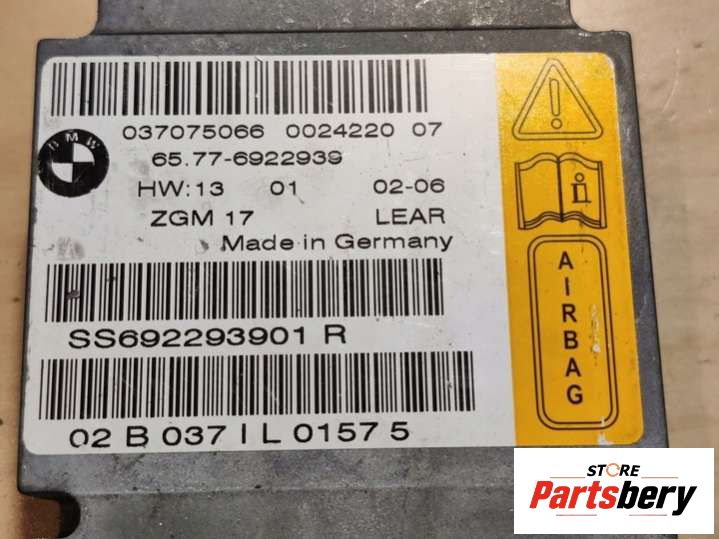 037075066 0024220 07
BMW
65.77-6922939
HW:13 01 02-06
ZGM 17 LEAR
Made in Germany
SS692293901 R
02 B 037 I L 0157 5
AIRBAG
STORE
Partsbery